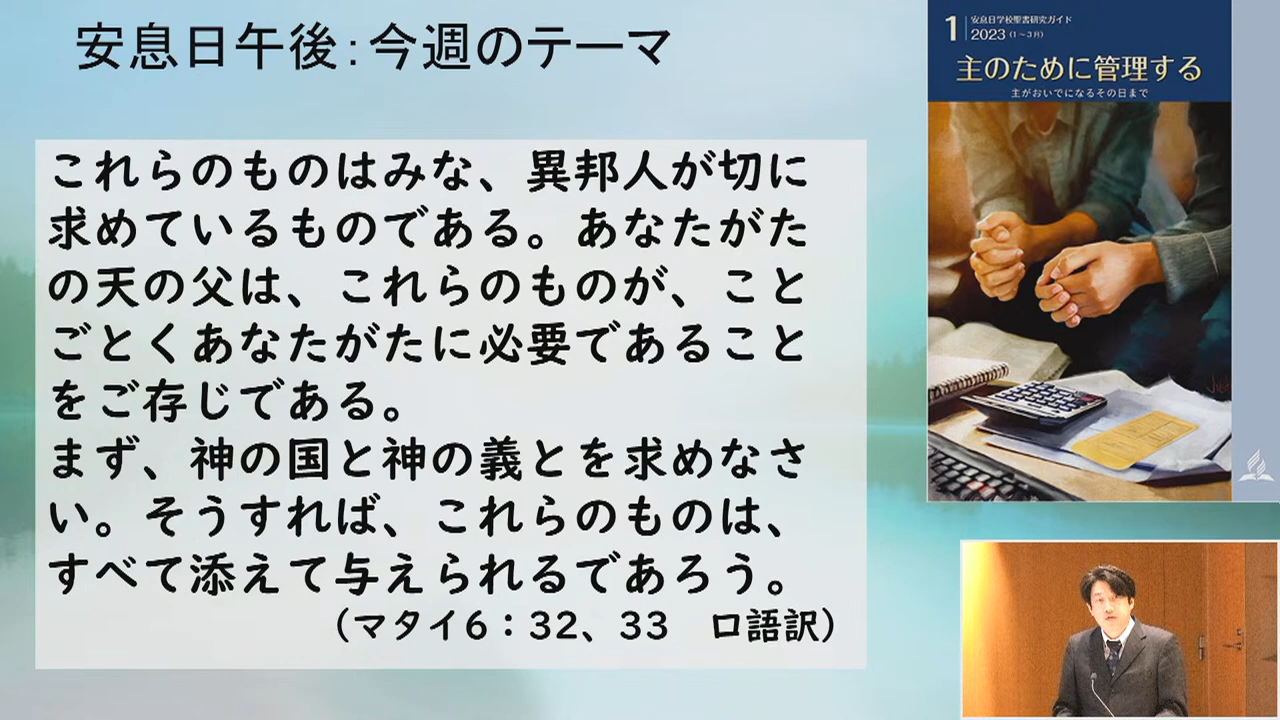 安息日午後：今週のテーマ
これらのものはみな、異邦人が切に
求めているものである。あなたがた
の天の父は、これらのものが、こと
ごとくあなたがたに必要であること
をご存じである。
まず、神の国と神の義とを求めなさ
い。そうすれば、これらのものは、
すべて添えて与えられるであろう。
（マタイ6：32、33　口語訳）
1
安息日学校聖書研究ガイド
2023（1～3月）
主のために管理する
主がおいでになるその日まで